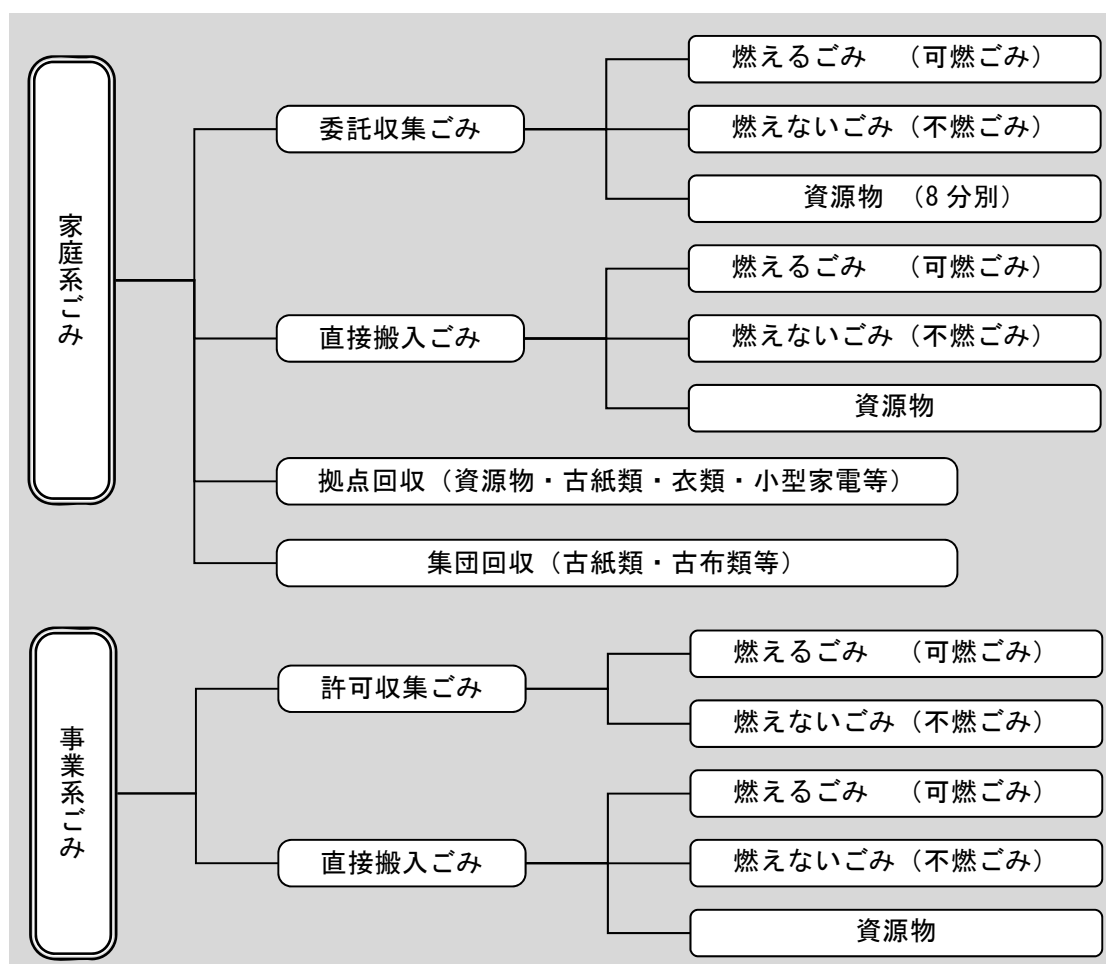 家庭系ごみ
委託収集ごみ
燃えるごみ　（可燃ごみ）
燃えないごみ（不燃ごみ）
資源物　（8 分別）
直接搬入ごみ
燃えるごみ　（可燃ごみ）
燃えないごみ（不燃ごみ）
資源物
拠点回収（資源物・古紙類・衣類・小型家電等）
集団回収（古紙類・古布類等）
事業系ごみ
許可収集ごみ
燃えるごみ　（可燃ごみ）
燃えないごみ（不燃ごみ）
直接搬入ごみ
燃えるごみ　（可燃ごみ）
燃えないごみ（不燃ごみ）
資源物